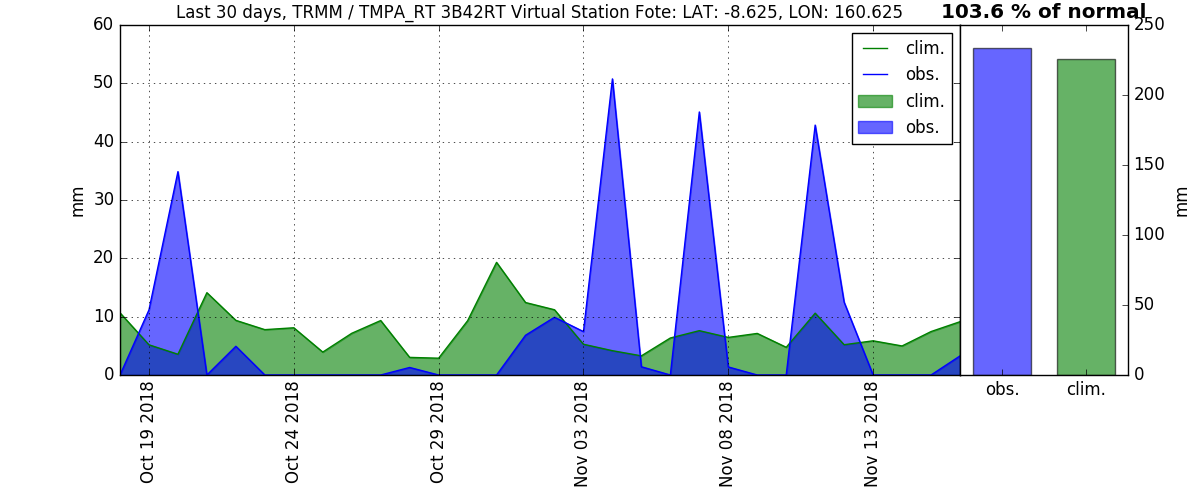 Last 30 days, TRMM / TMPA_RT 3B42RT Virtual Station Fote: LAT: -8.625, LON: 160.625
103.6 % of normal
60
50
40
30
20
10
0
mm
clim.
obs.
clim.
obs.
250
200
150
100
50
0
mm
Oct 19 2018
Oct 24 2018
Oct 29 2018
Nov 03 2018
Nov 08 2018
Nov 13 2018
obs.
clim.